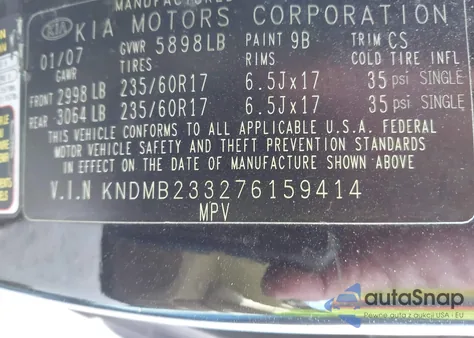 MANUFACTURED
KIA KIA MOTORS CORPORATION
01/07 GVWR 5898LB PAINT 9B TRIM CS
GAWR TIRES RIMS COLD TIRE INFL
FRONT 2998 LB 235/60R17 6.5Jx17 35 psi SINGLE
REAR 3064 LB 235/60R17 6.5Jx17 35 psi SINGLE
THIS VEHICLE CONFORMS TO ALL APPLICABLE U.S.A. FEDERAL
MOTOR VEHICLE SAFETY AND THEFT PREVENTION STANDARDS
IN EFFECT ON THE DATE OF MANUFACTURE SHOWN ABOVE.
V.I.N KNDMB233276159414
MPV
autoSnap